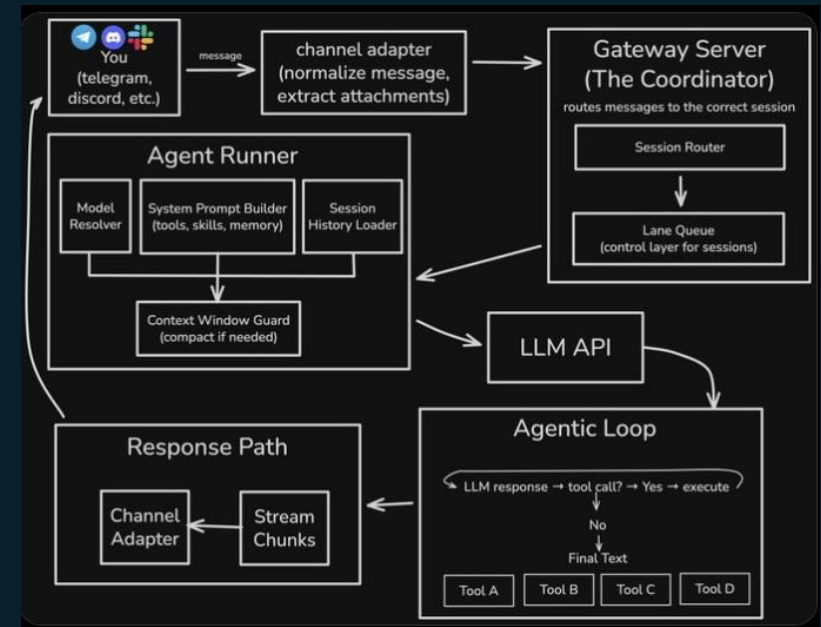 You
(telegram,
discord, etc.)
message
channel adapter
(normalize message,
extract attachments)
Gateway Server
(The Coordinator)
routes messages to the correct session
Session Router
Lane Queue
(control layer for sessions)
Agent Runner
Model
Resolver
System Prompt Builder
(tools, skills, memory)
Session
History Loader
Context Window Guard
(compact if needed)
LLM API
Agentic Loop
LLM response → tool call? → Yes → execute
No
Final Text
Tool A
Tool B
Tool C
Tool D
Response Path
Channel
Adapter
Stream
Chunks